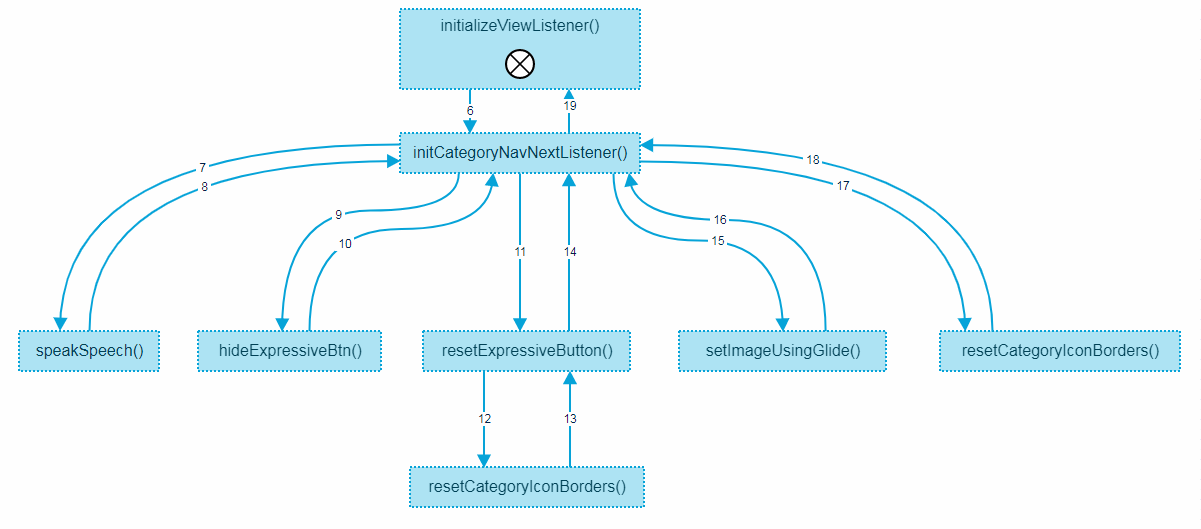 initializeViewListener()
6
19
initCategoryNavNextListener()
7
8
18
17
9
10
11
14
16
15
speakSpeech()
hideExpressiveBtn()
resetExpressiveButton()
setImageUsingGlide()
resetCategoryIconBorders()
12
13
resetCategoryIconBorders()